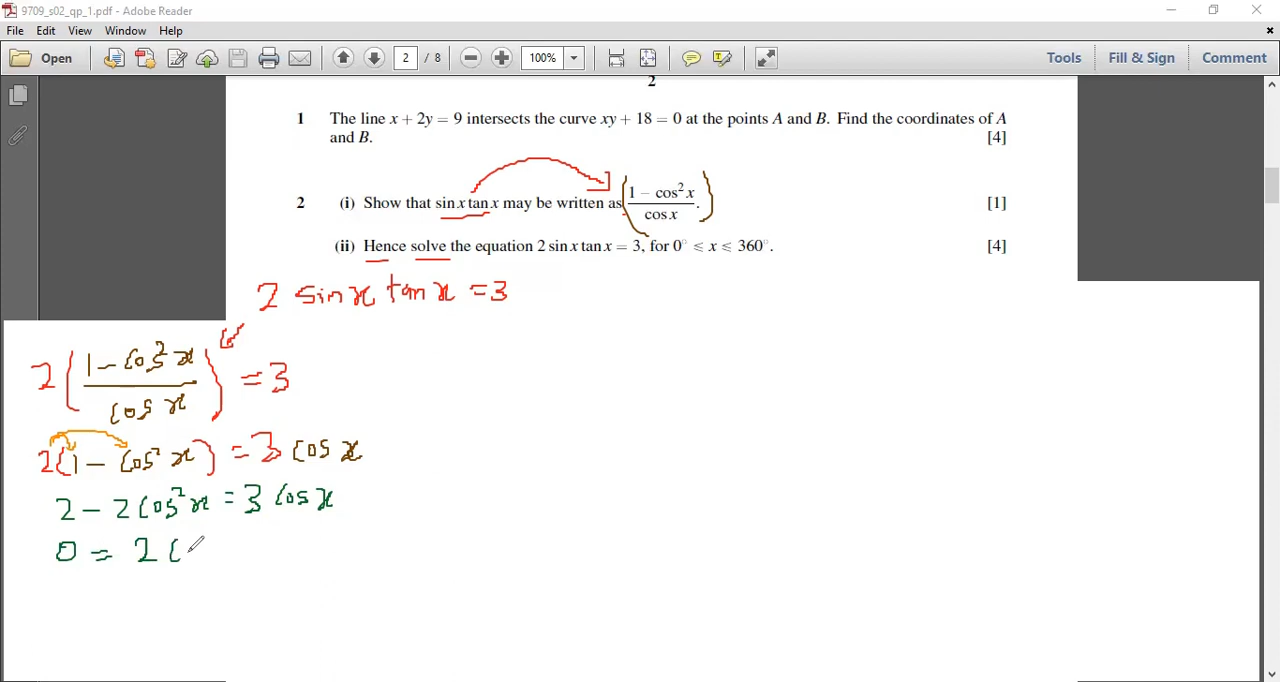 9709_s02_qp_1.pdf - Adobe Reader
File Edit View Window Help
Open 2 / 8 100% Tools Fill & Sign Comment
2
1 The line x + 2y = 9 intersects the curve xy + 18 = 0 at the points A and B. Find the coordinates of A
and B. [4]
2 (i) Show that sin x tan x may be written as (1 − cos² x / cos x). [1]
(ii) Hence solve the equation 2 sin x tan x = 3, for 0° ⩽ x ⩽ 360°. [4]
2 sin x tan x = 3
2(1 − cos² x / cos x) = 3
2(1 − cos² x) = 3 cos x
2 − 2 cos² x = 3 cos x
0 = 2 (